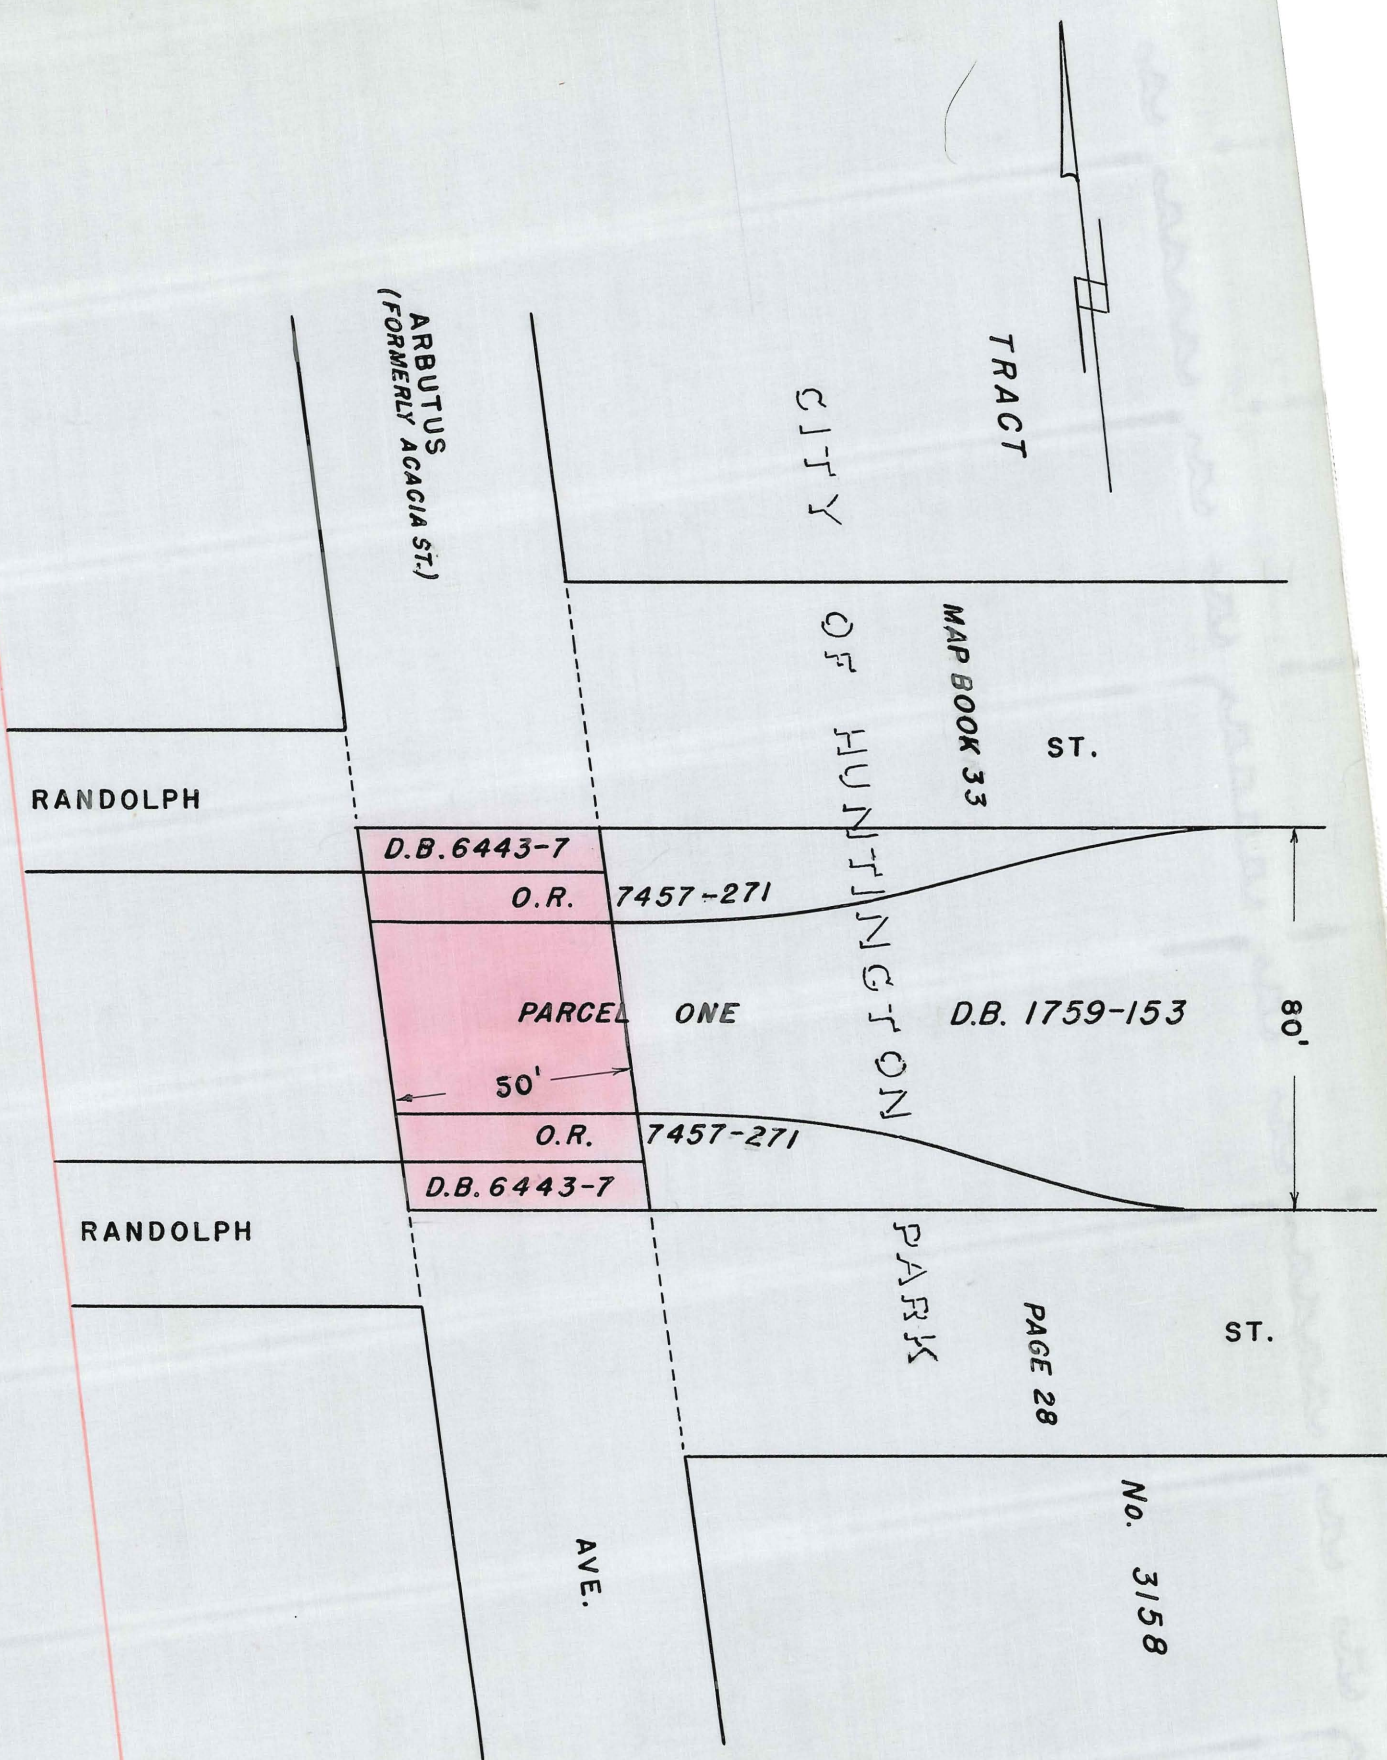 TRACT
CITY
ARBUTUS
(FORMERLY ACACIA ST.)
OF HUNTINGTON
MAP BOOK 33
ST.
RANDOLPH
D.B. 6443-7
O.R. 7457-271
PARCEL ONE
D.B. 1759-153
80'
50'
O.R. 7457-271
D.B. 6443-7
RANDOLPH
PARK
PAGE 28
ST.
AVE.
No. 3158